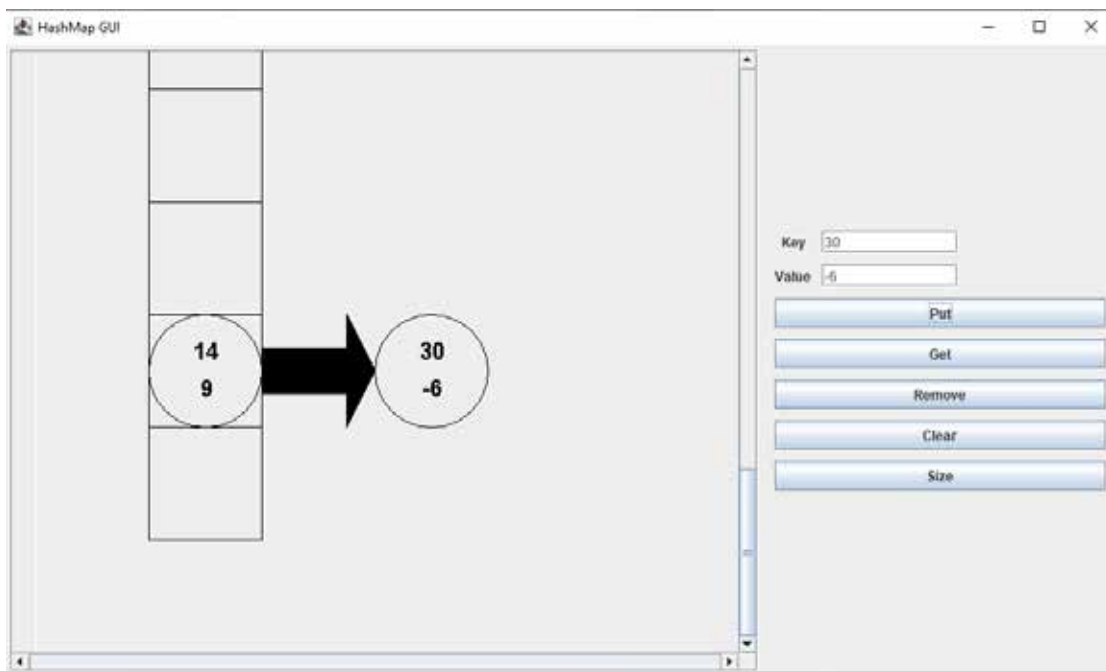 HashMap GUI
14
9
30
-6
Key 30
Value -6
Put
Get
Remove
Clear
Size